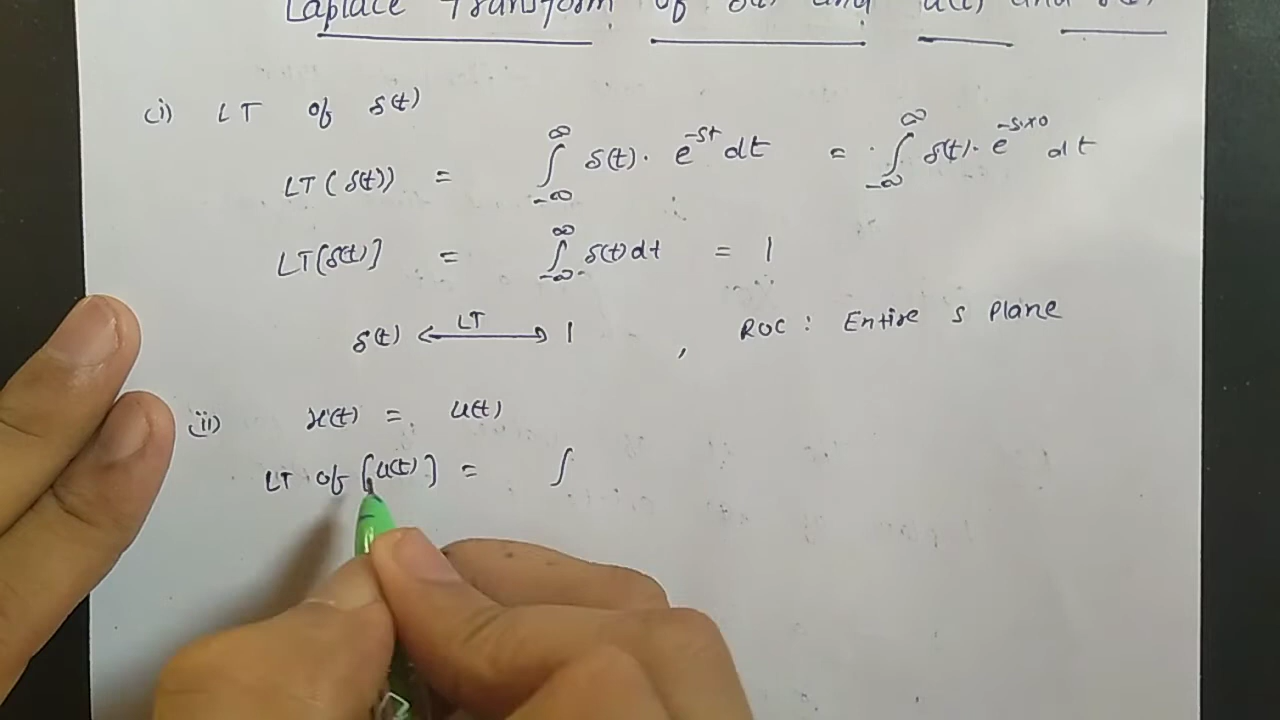 Laplace Transform of δ(t) and u(t) and
(i) LT of δ(t)
LT(δ(t)) = ∫_{-∞}^{∞} δ(t). e^{-st} dt = ∫_{-∞}^{∞} δ(t). e^{-s×0} dt
LT[δ(t)] = ∫_{-∞}^{∞} δ(t) dt = 1
δ(t) <—LT—> 1 , ROC : Entire s Plane
(ii) x(t) = u(t)
LT of [u(t)] = ∫